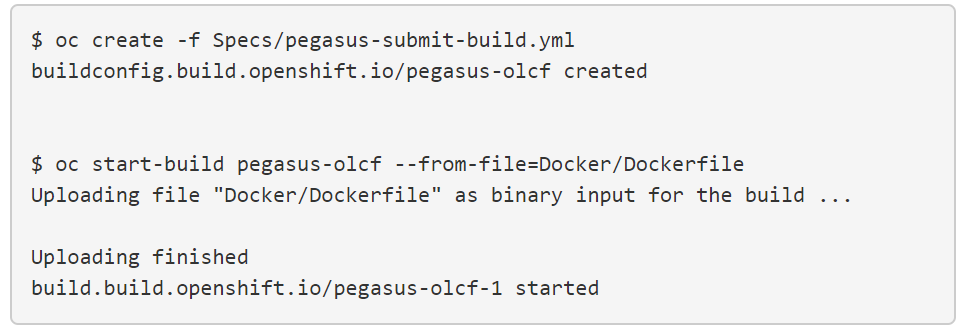 $ oc create -f Specs/pegasus-submit-build.yml
buildconfig.build.openshift.io/pegasus-olcf created
$ oc start-build pegasus-olcf --from-file=Docker/Dockerfile
Uploading file "Docker/Dockerfile" as binary input for the build ...
Uploading finished
build.build.openshift.io/pegasus-olcf-1 started